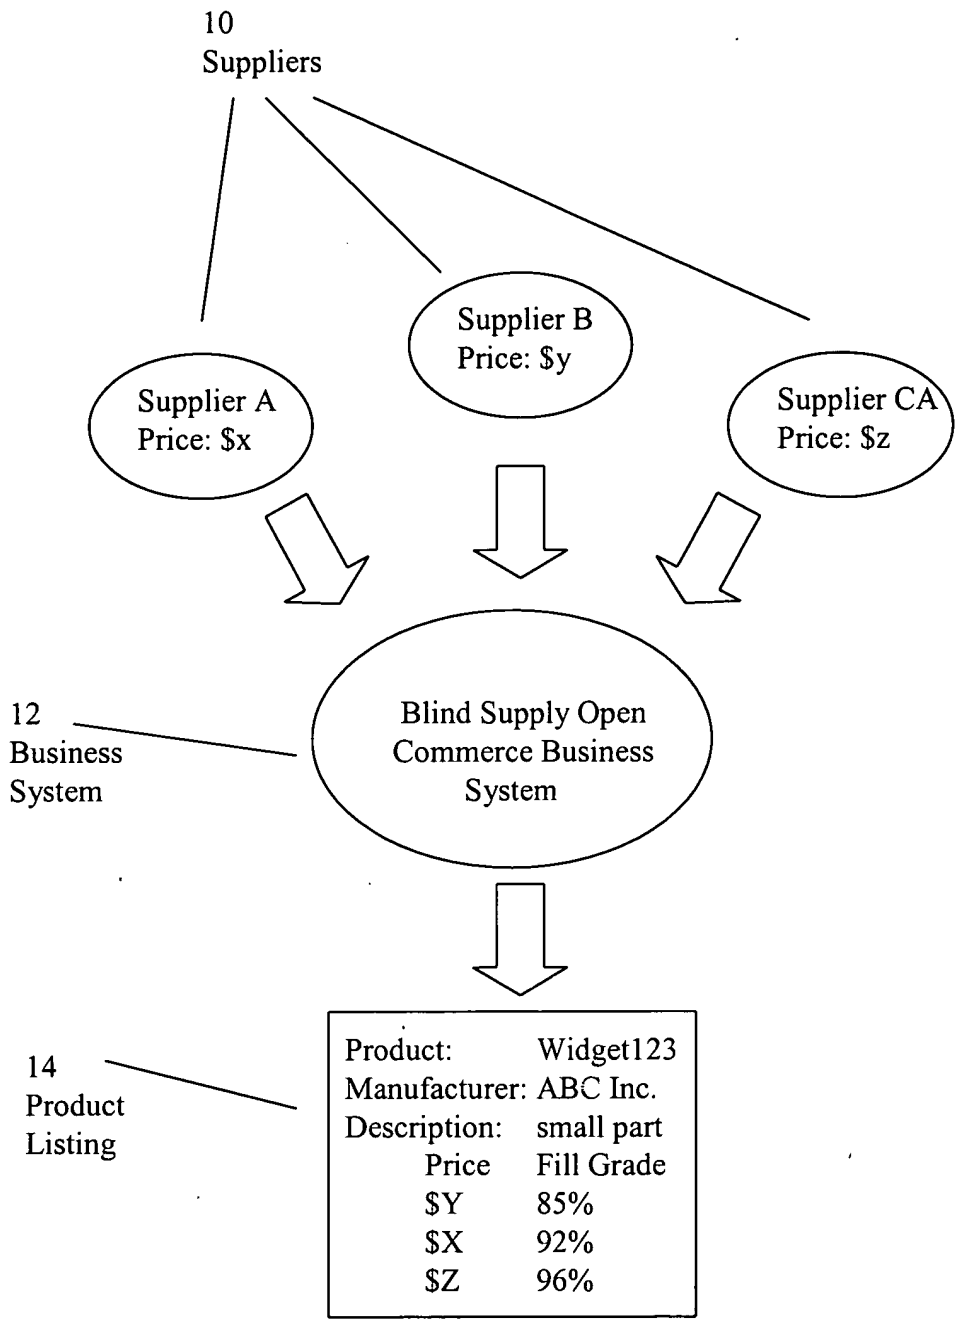 10
Suppliers
Supplier B
Price: $y
Supplier A
Price: $x
Supplier CA
Price: $z
12
Business
System
Blind Supply Open
Commerce Business
System
14
Product
Listing
Product: Widget123
Manufacturer: ABC Inc.
Description: small part
Price Fill Grade
$Y 85%
$X 92%
$Z 96%